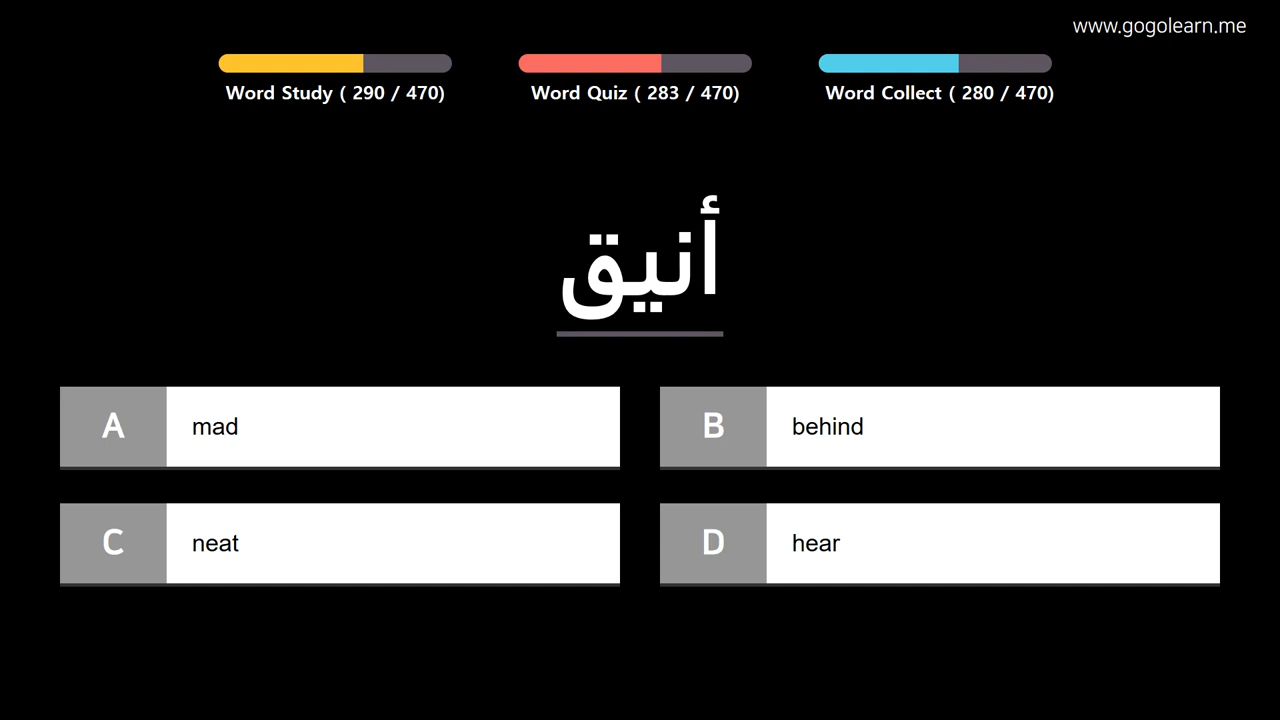 www.gogolearn.me
Word Study ( 290 / 470)
Word Quiz ( 283 / 470)
Word Collect ( 280 / 470)
أنيق
A mad
B behind
C neat
D hear